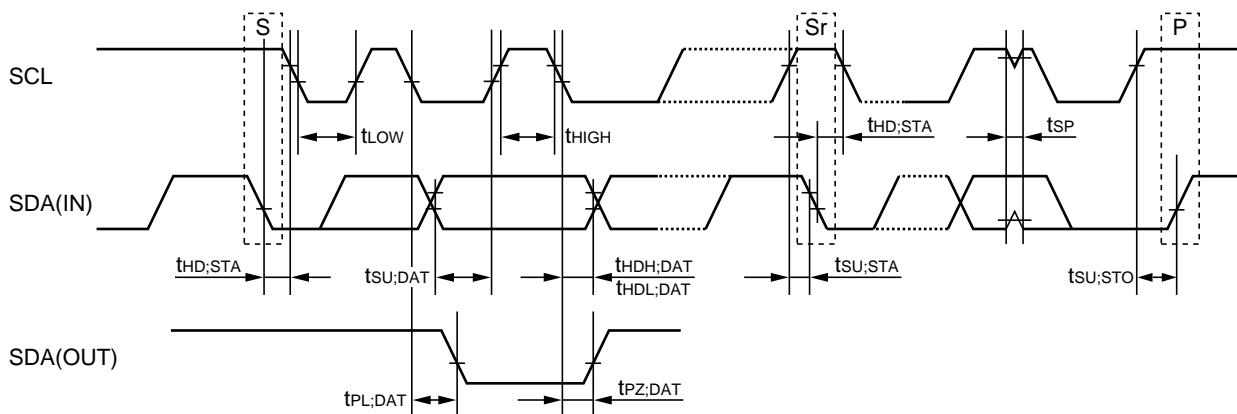 S Sr P
SCL
tLOW tHIGH tHD;STA tSP
SDA(IN)
tHD;STA tSU;DAT tHDH;DAT tSU;STA tSU;STO
tHDL;DAT
SDA(OUT)
tPL;DAT tPZ;DAT